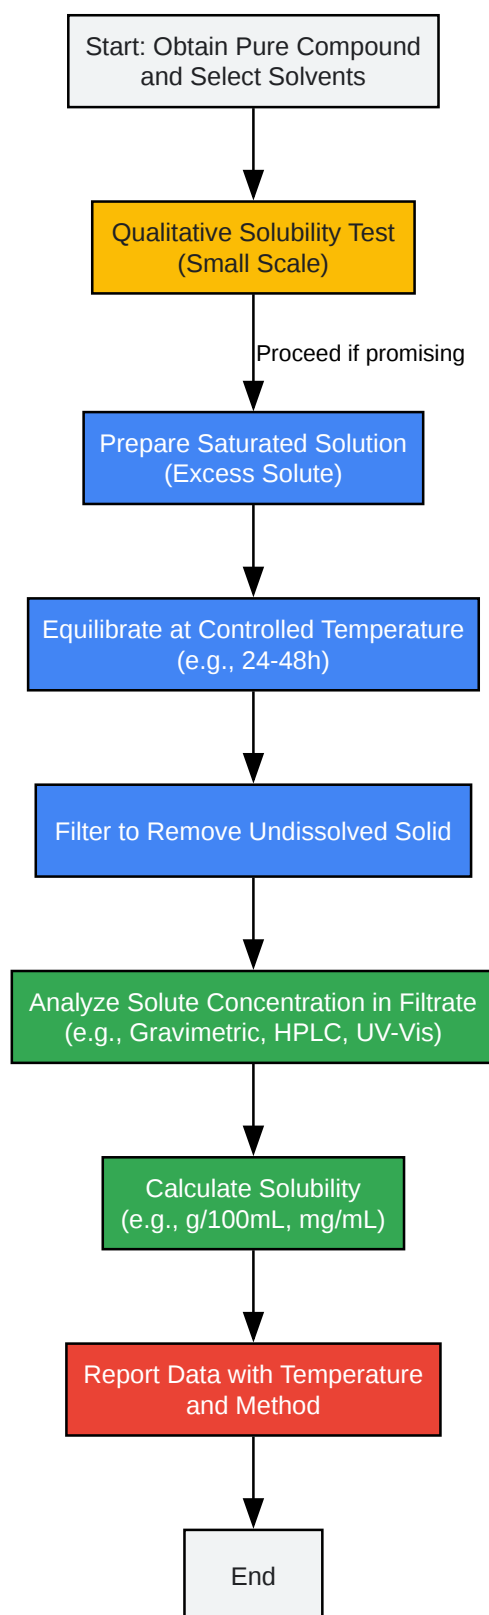 Start: Obtain Pure Compound
and Select Solvents
Qualitative Solubility Test
(Small Scale)
Proceed if promising
Prepare Saturated Solution
(Excess Solute)
Equilibrate at Controlled Temperature
(e.g., 24-48h)
Filter to Remove Undissolved Solid
Analyze Solute Concentration in Filtrate
(e.g., Gravimetric, HPLC, UV-Vis)
Calculate Solubility
(e.g., g/100mL, mg/mL)
Report Data with Temperature
and Method
End